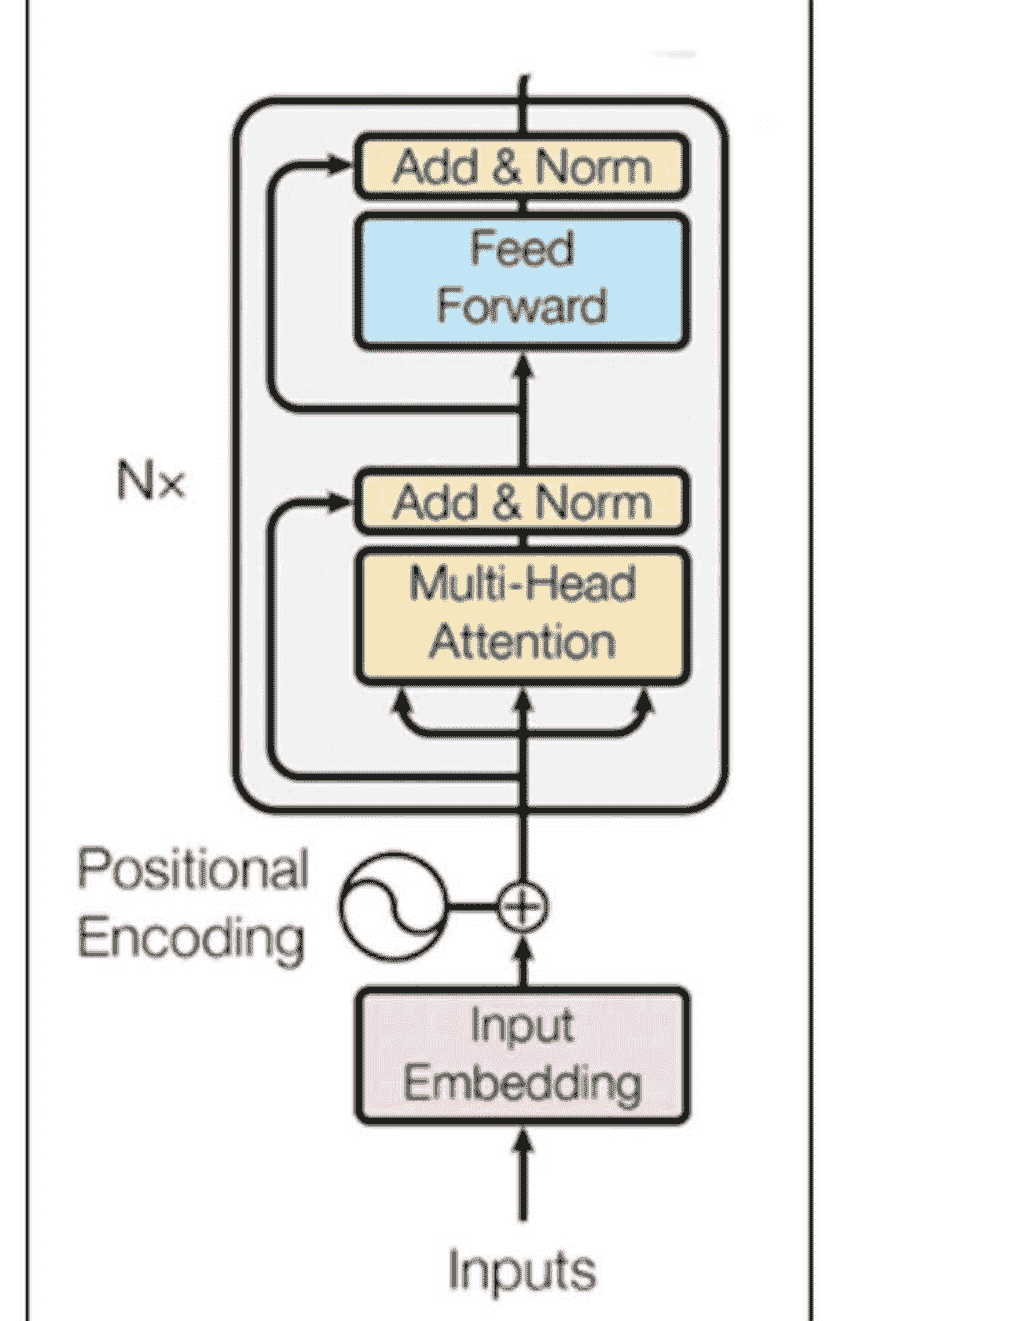 Add & Norm
Feed
Forward
Nx
Add & Norm
Multi-Head
Attention
Positional
Encoding
Input
Embedding
Inputs